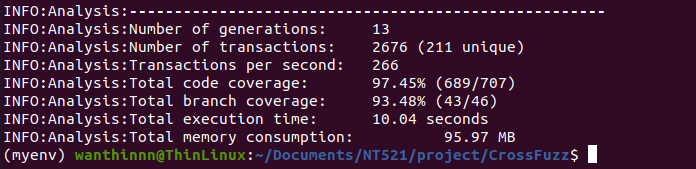 INFO:Analysis:-----------------------------------------------------
INFO:Analysis:Number of generations:     13
INFO:Analysis:Number of transactions:    2676 (211 unique)
INFO:Analysis:Transactions per second:   266
INFO:Analysis:Total code coverage:       97.45% (689/707)
INFO:Analysis:Total branch coverage:     93.48% (43/46)
INFO:Analysis:Total execution time:      10.04 seconds
INFO:Analysis:Total memory consumption:          95.97 MB
(myenv) wanthinnn@ThinLinux:~/Documents/NT521/project/CrossFuzz$